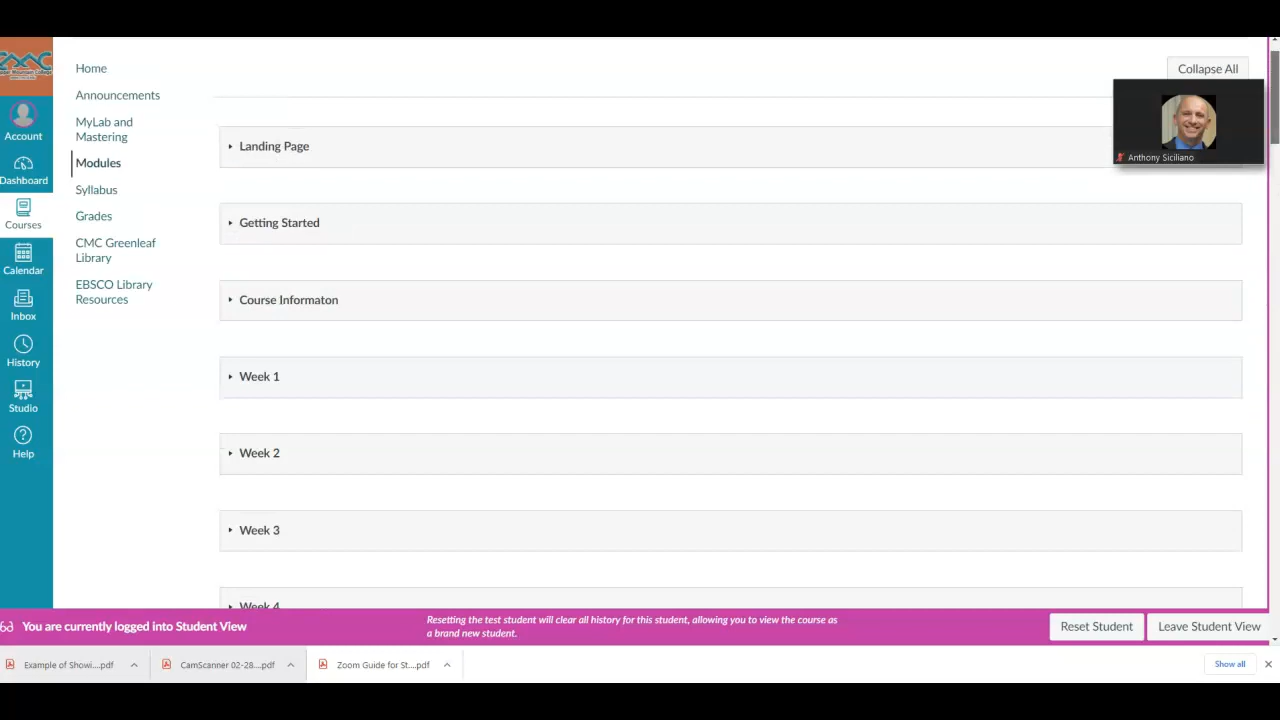 Home
Collapse All
Announcements
MyLab and
Mastering
Modules
Syllabus
Grades
CMC Greenleaf
Library
EBSCO Library
Resources
Account
Dashboard
Courses
Calendar
Inbox
History
Studio
Help
Landing Page
Getting Started
Course Informaton
Week 1
Week 2
Week 3
Week 4
Anthony Siciliano
You are currently logged into Student View
Resetting the test student will clear all history for this student, allowing you to view the course as
a brand new student.
Reset Student
Leave Student View
Example of Showi....pdf
CamScanner 02-28....pdf
Zoom Guide for St....pdf
Show all